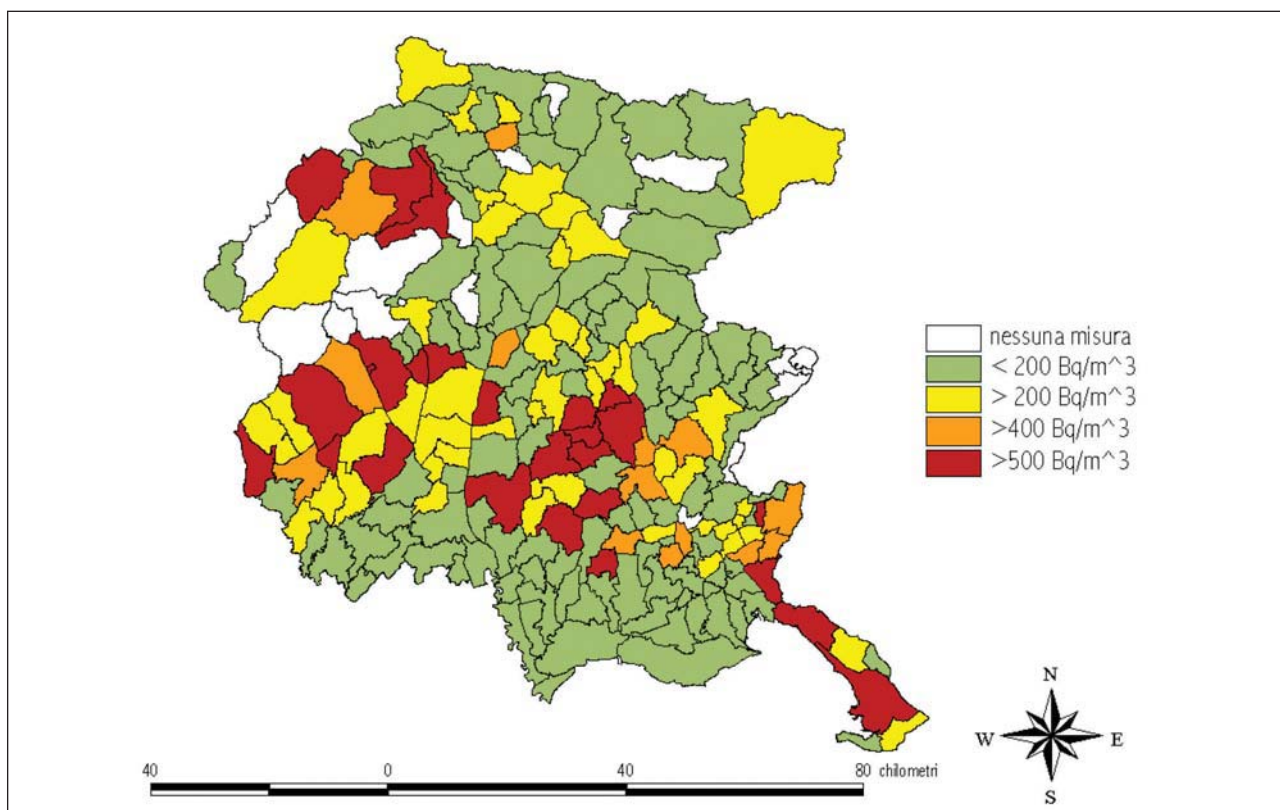 nessuna misura
< 200 Bq/m^3
> 200 Bq/m^3
>400 Bq/m^3
>500 Bq/m^3
N
W E
S
40 0 40 80 chilometri